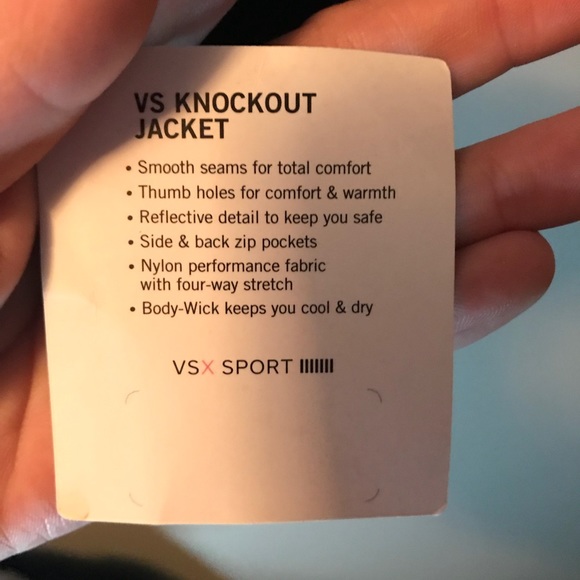 VS KNOCKOUT
JACKET
• Smooth seams for total comfort
• Thumb holes for comfort & warmth
• Reflective detail to keep you safe
• Side & back zip pockets
• Nylon performance fabric
with four-way stretch
• Body-Wick keeps you cool & dry
VSX SPORT